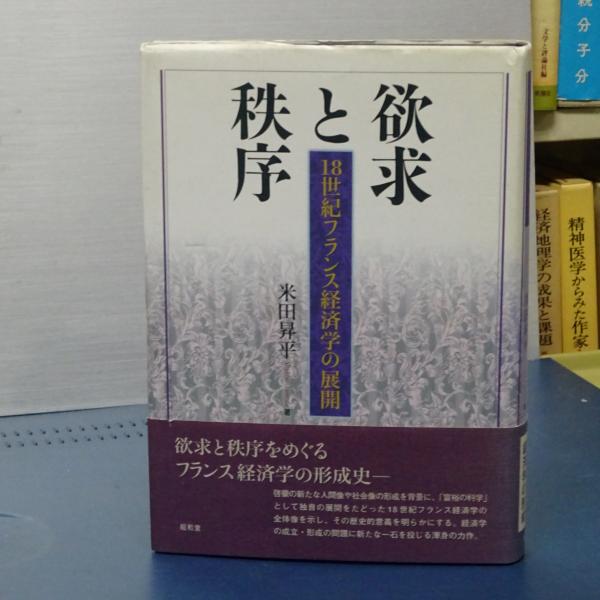 欲求
と
秩序
18世紀フランス経済学の展開
米田昇平
著
欲求と秩序をめぐる
フランス経済学の形成史―
啓蒙の新たな人間像や社会像の形成を背景に、「富裕の科学」
として独自の展開をたどった18世紀フランス経済学の
全体像を示し、その歴史的意義を明らかにする。経済学
の成立・形成の問題に新たな一石を投じる渾身の力作。
昭和堂
文学と評論社編
親分子分
経済地理学の成果と課題
精神医学からみた作家